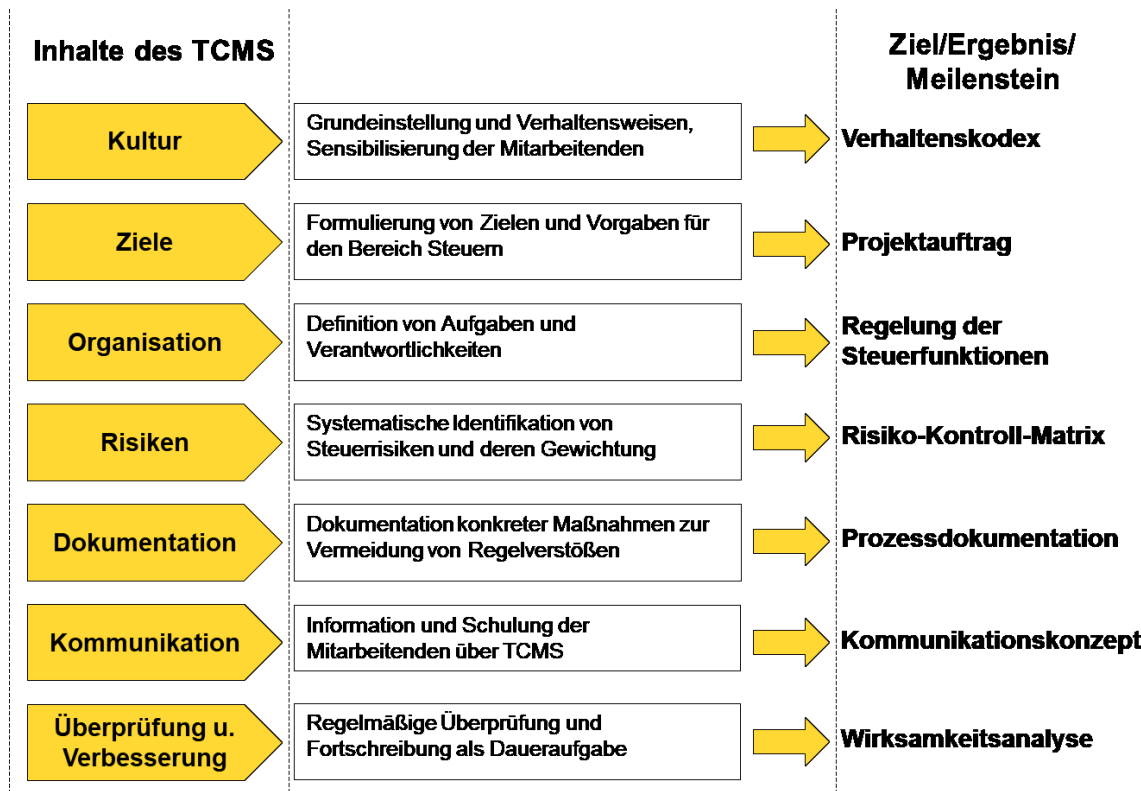 Inhalte des TCMS
Ziel/Ergebnis/
Meilenstein
Kultur
Grundeinstellung und Verhaltensweisen,
Sensibilisierung der Mitarbeitenden
Verhaltenskodex
Ziele
Formulierung von Zielen und Vorgaben für
den Bereich Steuern
Projektauftrag
Organisation
Definition von Aufgaben und
Verantwortlichkeiten
Regelung der
Steuerfunktionen
Risiken
Systematische Identifikation von
Steuerrisiken und deren Gewichtung
Risiko-Kontroll-Matrix
Dokumentation
Dokumentation konkreter Maßnahmen zur
Vermeidung von Regelverstößen
Prozessdokumentation
Kommunikation
Information und Schulung der
Mitarbeitenden über TCMS
Kommunikationskonzept
Überprüfung u.
Verbesserung
Regelmäßige Überprüfung und
Fortschreibung als Daueraufgabe
Wirksamkeitsanalyse